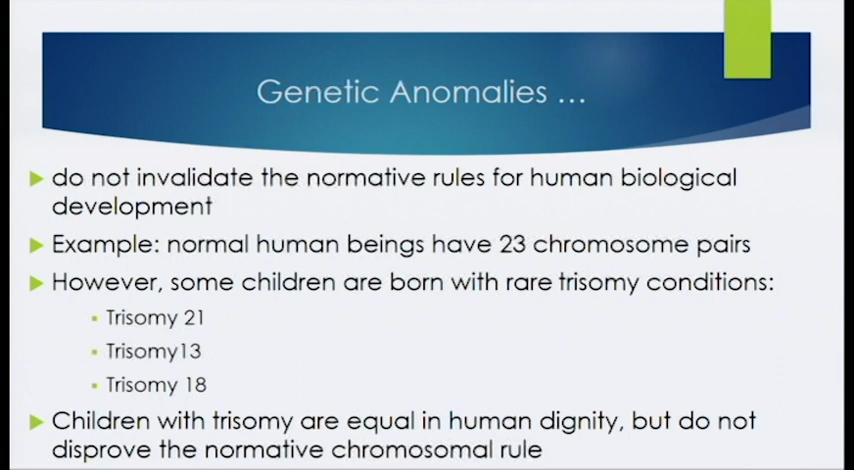 Genetic Anomalies ...
do not invalidate the normative rules for human biological
development
Example: normal human beings have 23 chromosome pairs
However, some children are born with rare trisomy conditions:
Trisomy 21
Trisomy13
Trisomy 18
Children with trisomy are equal in human dignity, but do not
disprove the normative chromosomal rule